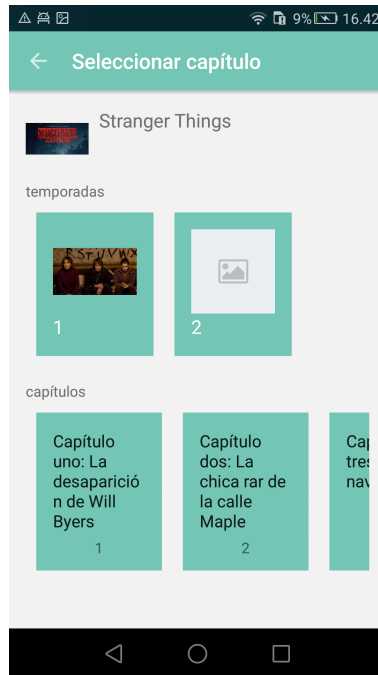 9% 16.42
Seleccionar capítulo
Stranger Things
temporadas
1
2
capítulos
Capítulo
uno: La
desaparició
n de Will
Byers
1
Capítulo
dos: La
chica rar de
la calle
Maple
2